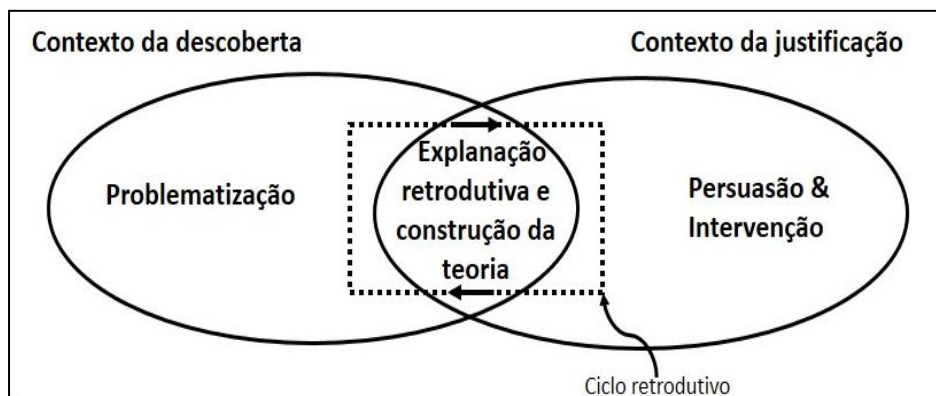 Contexto da descoberta
Contexto da justificação
Problematização
Explanação
retrodutiva e
construção da
teoria
Persuasão &
Intervenção
Ciclo retrodutivo